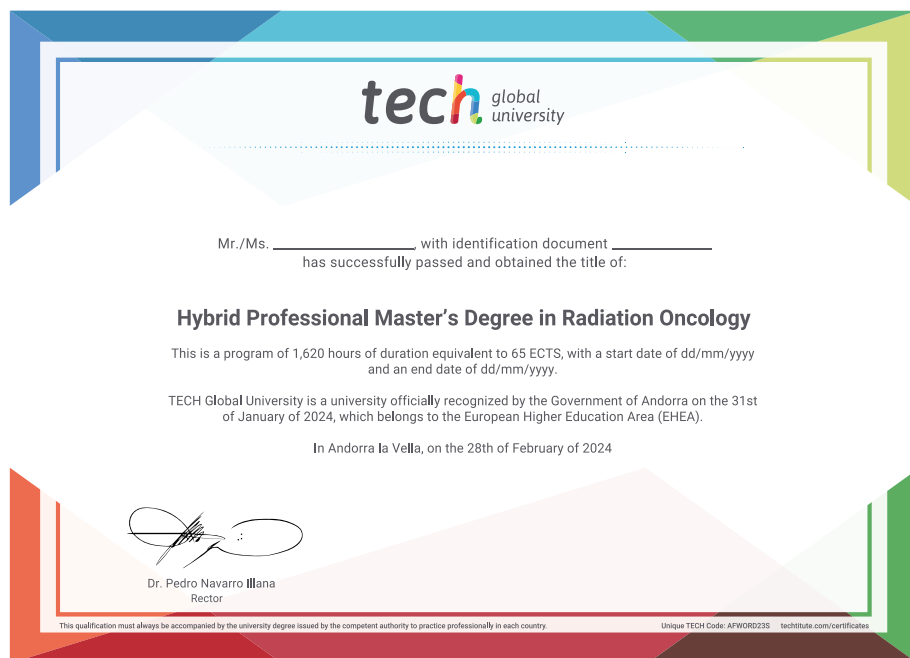 tech global
university
Mr./Ms. ______________, with identification document __________
has successfully passed and obtained the title of:
Hybrid Professional Master’s Degree in Radiation Oncology
This is a program of 1,620 hours of duration equivalent to 65 ECTS, with a start date of dd/mm/yyyy
and an end date of dd/mm/yyyy.
TECH Global University is a university officially recognized by the Government of Andorra on the 31st
of January of 2024, which belongs to the European Higher Education Area (EHEA).
In Andorra la Vella, on the 28th of February of 2024
Dr. Pedro Navarro Illana
Rector
This qualification must always be accompanied by the university degree issued by the competent authority to practice professionally in each country.
Unique TECH Code: AFWORD23S techtitute.com/certificates